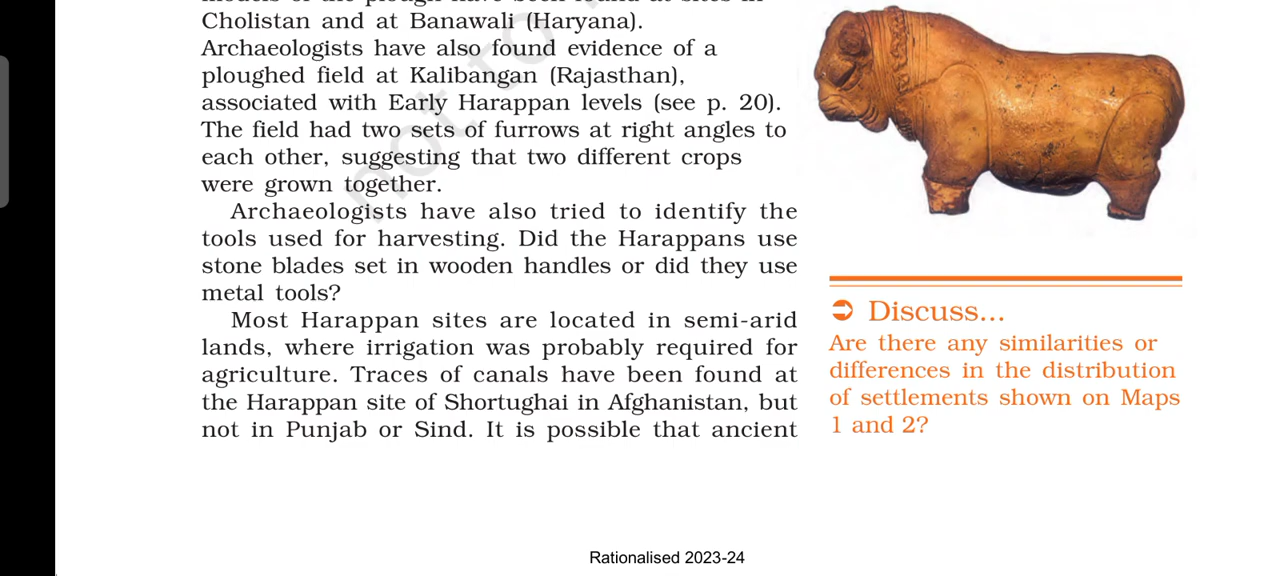 Cholistan and at Banawali (Haryana).
Archaeologists have also found evidence of a
ploughed field at Kalibangan (Rajasthan),
associated with Early Harappan levels (see p. 20).
The field had two sets of furrows at right angles to
each other, suggesting that two different crops
were grown together.
Archaeologists have also tried to identify the
tools used for harvesting. Did the Harappans use
stone blades set in wooden handles or did they use
metal tools?
Most Harappan sites are located in semi-arid
lands, where irrigation was probably required for
agriculture. Traces of canals have been found at
the Harappan site of Shortughai in Afghanistan, but
not in Punjab or Sind. It is possible that ancient
➲ Discuss...
Are there any similarities or
differences in the distribution
of settlements shown on Maps
1 and 2?
not to
Rationalised 2023-24